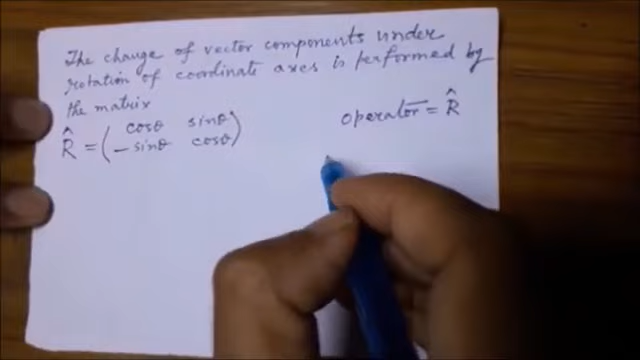 The change of vector components under
rotation of coordinate axes is performed by
the matrix
R̂ = ( cosθ sinθ
-sinθ cosθ )
operator = R̂